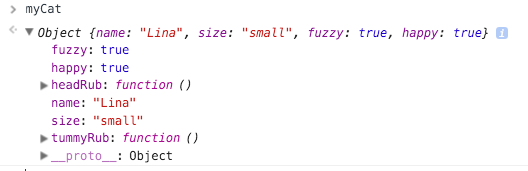 > myCat
Object {name: "Lina", size: "small", fuzzy: true, happy: true} i
fuzzy: true
happy: true
headRub: function ()
name: "Lina"
size: "small"
tummyRub: function ()
__proto__: Object